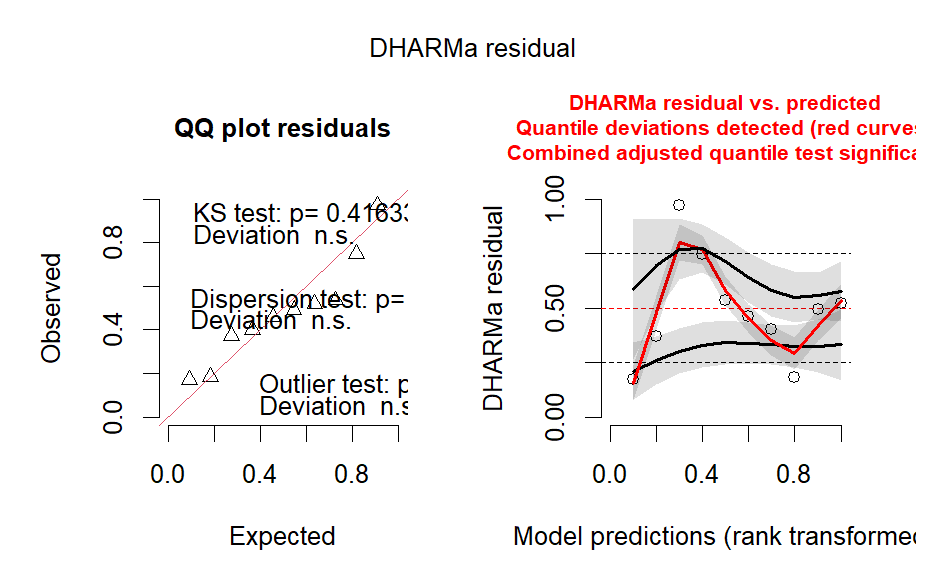 DHARMa residual
QQ plot residuals
KS test: p= 0.41633
Deviation n.s.
Dispersion test: p=
Deviation n.s.
Outlier test: p
Deviation n.s
Observed
0.0
0.4
0.8
0.0
0.4
0.8
Expected
DHARMa residual vs. predicted
Quantile deviations detected (red curves
Combined adjusted quantile test significa
DHARMa residual
0.00
0.50
1.00
0.0
0.4
0.8
Model predictions (rank transformed